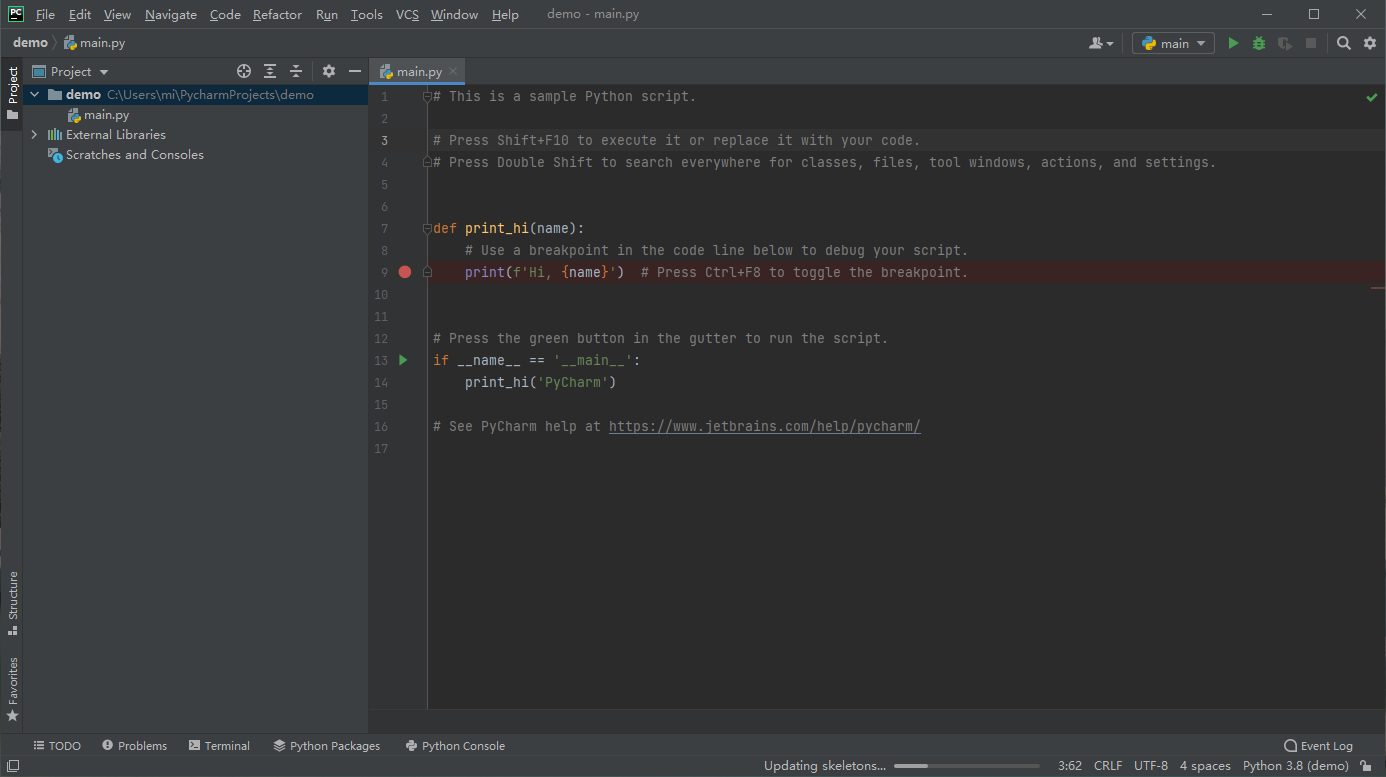 PC File Edit View Navigate Code Refactor Run Tools VCS Window Help demo - main.py
demo main.py main
Project
Project main.py
demo C:\Users\mi\PycharmProjects\demo
main.py
External Libraries
Scratches and Consoles
1 # This is a sample Python script.
2
3 # Press Shift+F10 to execute it or replace it with your code.
4 # Press Double Shift to search everywhere for classes, files, tool windows, actions, and settings.
5
6
7 def print_hi(name):
8 # Use a breakpoint in the code line below to debug your script.
9 print(f'Hi, {name}') # Press Ctrl+F8 to toggle the breakpoint.
10
11
12 # Press the green button in the gutter to run the script.
13 if __name__ == '__main__':
14 print_hi('PyCharm')
15
16 # See PyCharm help at https://www.jetbrains.com/help/pycharm/
17
Structure
Favorites
TODO Problems Terminal Python Packages Python Console Event Log
Updating skeletons... 3:62 CRLF UTF-8 4 spaces Python 3.8 (demo)